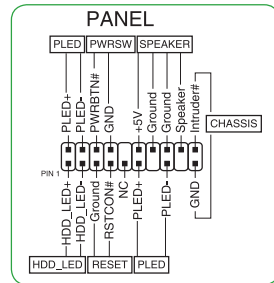 PANEL
PLED PWRSW SPEAKER
PLED+
PLED-
PWRBTN#
GND
+5V
Ground
Ground
Speaker
Intruder#
CHASSIS
PIN 1
HDD_LED+
HDD_LED-
Ground
RSTCON#
NC
PLED+
PLED-
GND
HDD_LED RESET PLED